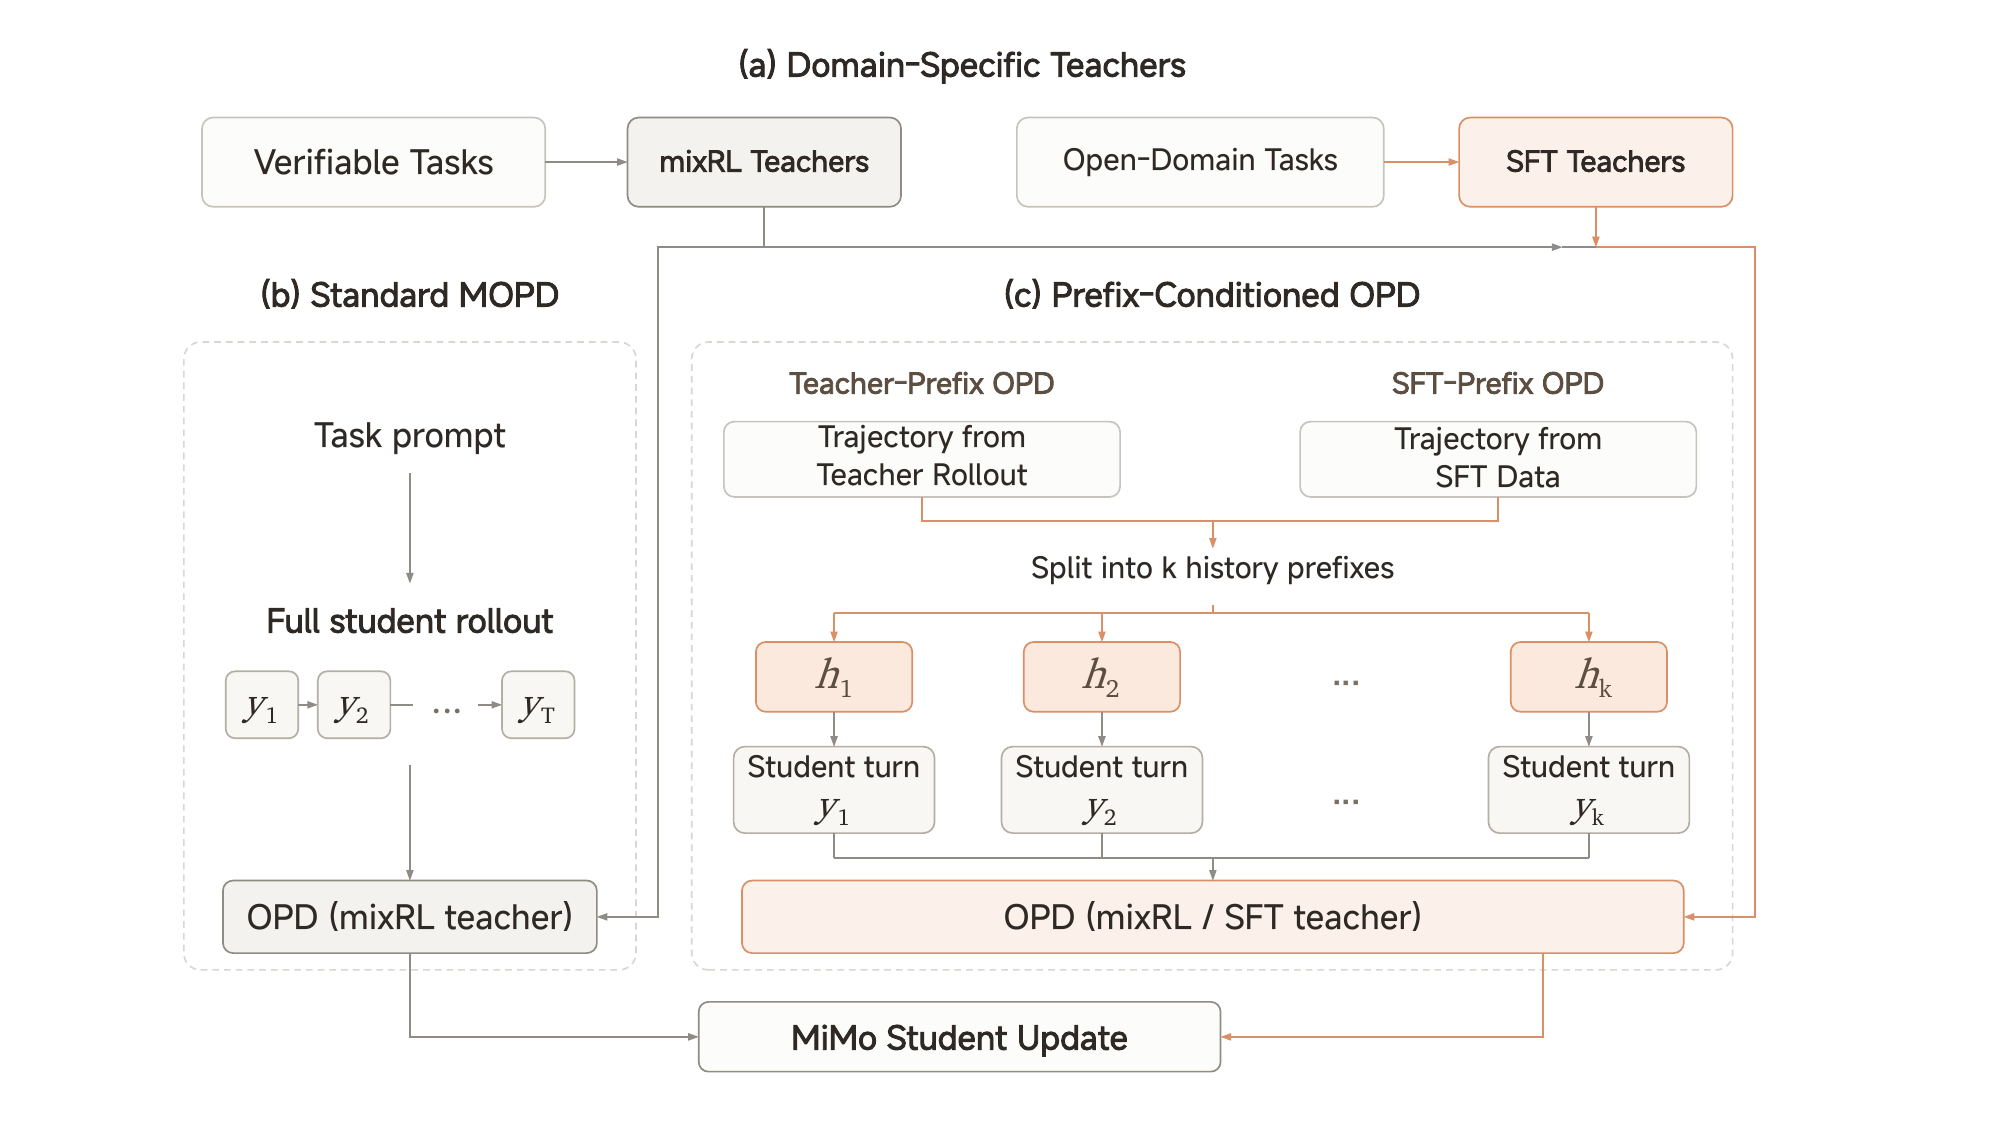 (a) Domain-Specific Teachers
Verifiable Tasks
mixRL Teachers
Open-Domain Tasks
SFT Teachers
(b) Standard MOPD
Task prompt
Full student rollout
y1
y2
...
yT
OPD (mixRL teacher)
(c) Prefix-Conditioned OPD
Teacher-Prefix OPD
Trajectory from
Teacher Rollout
SFT-Prefix OPD
Trajectory from
SFT Data
Split into k history prefixes
h1
h2
...
hk
Student turn
y1
Student turn
y2
...
Student turn
yk
OPD (mixRL / SFT teacher)
MiMo Student Update